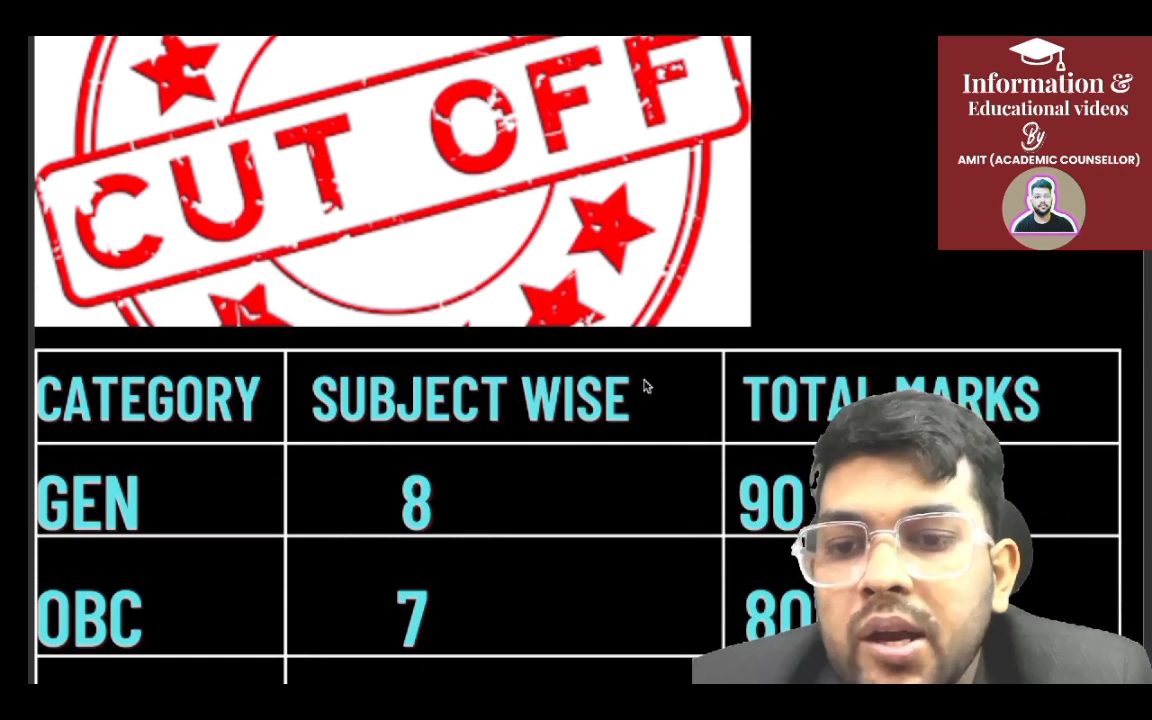 CUT OFF
Information &
Educational videos
By
AMIT (ACADEMIC COUNSELLOR)
CATEGORY SUBJECT WISE TOTAL MARKS
GEN 8 90
OBC 7 80